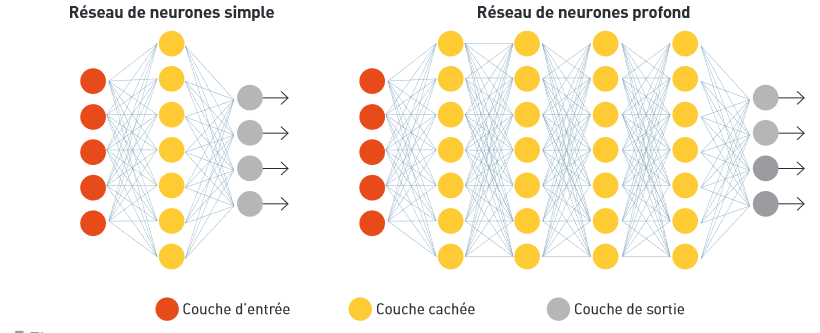 Réseau de neurones simple
Réseau de neurones profond
Couche d'entrée
Couche cachée
Couche de sortie